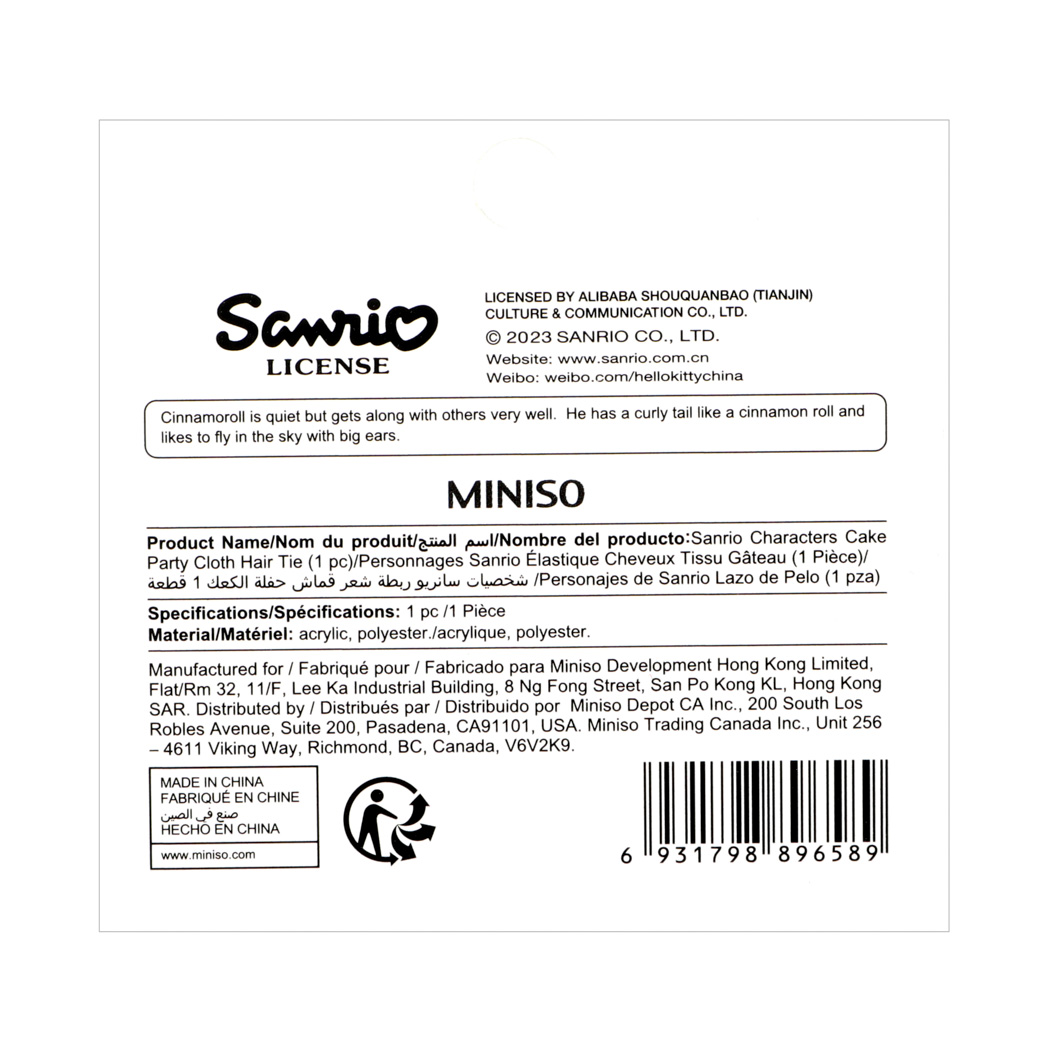 Sanrio
LICENSE
LICENSED BY ALIBABA SHOUQUANBAO (TIANJIN)
CULTURE & COMMUNICATION CO., LTD.
© 2023 SANRIO CO., LTD.
Website: www.sanrio.com.cn
Weibo: weibo.com/hellokittychina
Cinnamoroll is quiet but gets along with others very well. He has a curly tail like a cinnamon roll and
likes to fly in the sky with big ears.
MINISO
Product Name/Nom du produit/اسم المنتج/Nombre del producto:Sanrio Characters Cake
Party Cloth Hair Tie (1 pc)/Personnages Sanrio Élastique Cheveux Tissu Gâteau (1 Pièce)/
شخصيات سانريو ربطة شعر قماش حفلة الكعك 1 قطعة /Personajes de Sanrio Lazo de Pelo (1 pza)
Specifications/Spécifications: 1 pc /1 Pièce
Material/Matériel: acrylic, polyester./acrylique, polyester.
Manufactured for / Fabriqué pour / Fabricado para Miniso Development Hong Kong Limited,
Flat/Rm 32, 11/F, Lee Ka Industrial Building, 8 Ng Fong Street, San Po Kong KL, Hong Kong
SAR. Distributed by / Distribués par / Distribuido por Miniso Depot CA Inc., 200 South Los
Robles Avenue, Suite 200, Pasadena, CA91101, USA. Miniso Trading Canada Inc., Unit 256
– 4611 Viking Way, Richmond, BC, Canada, V6V2K9.
MADE IN CHINA
FABRIQUÉ EN CHINE
صنع في الصين
HECHO EN CHINA
www.miniso.com
6 931798 896589